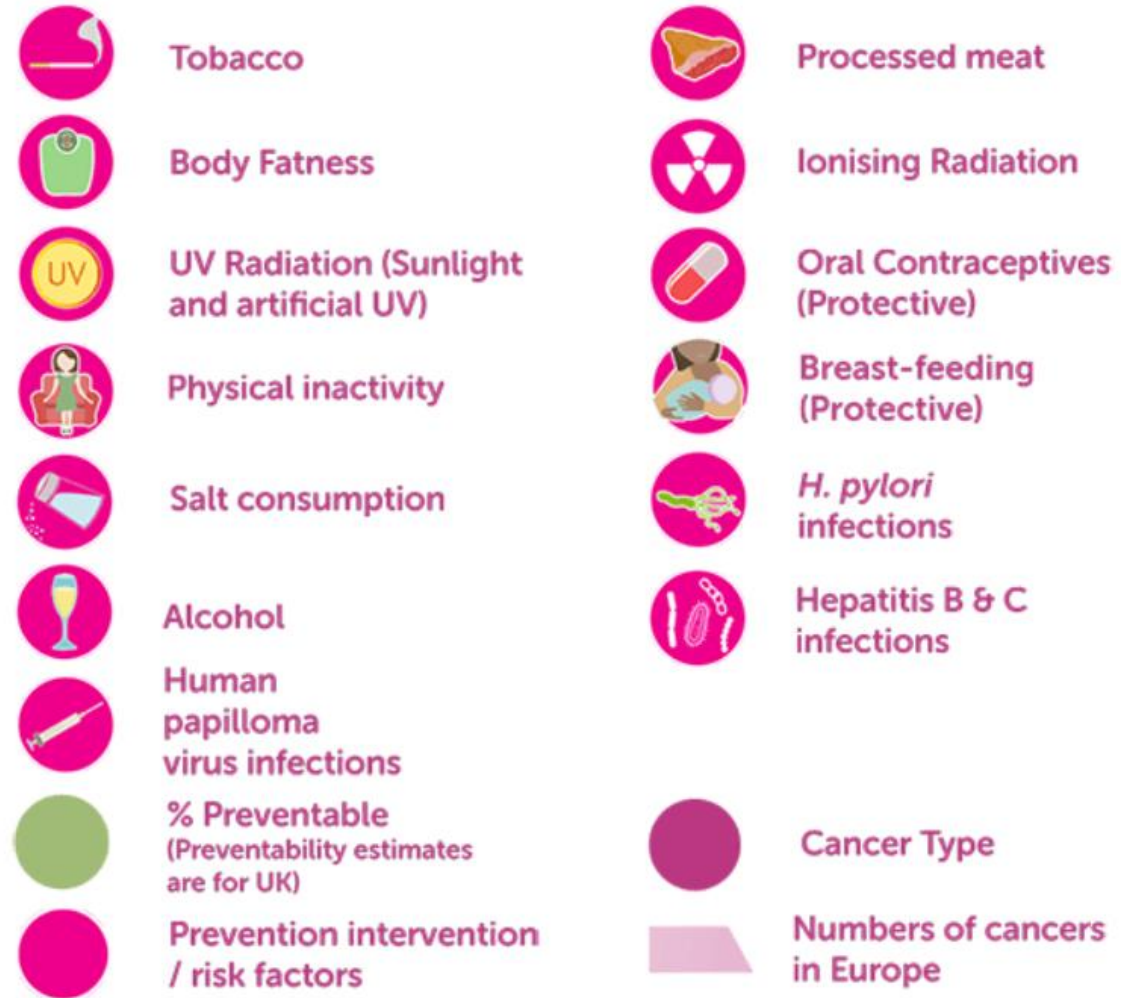 Tobacco
Body Fatness
UV
UV Radiation (Sunlight
and artificial UV)
Physical inactivity
Salt consumption
Alcohol
Human
papilloma
virus infections
% Preventable
(Preventability estimates
are for UK)
Prevention intervention
/ risk factors
Processed meat
Ionising Radiation
Oral Contraceptives
(Protective)
Breast-feeding
(Protective)
H. pylori
infections
Hepatitis B & C
infections
Cancer Type
Numbers of cancers
in Europe